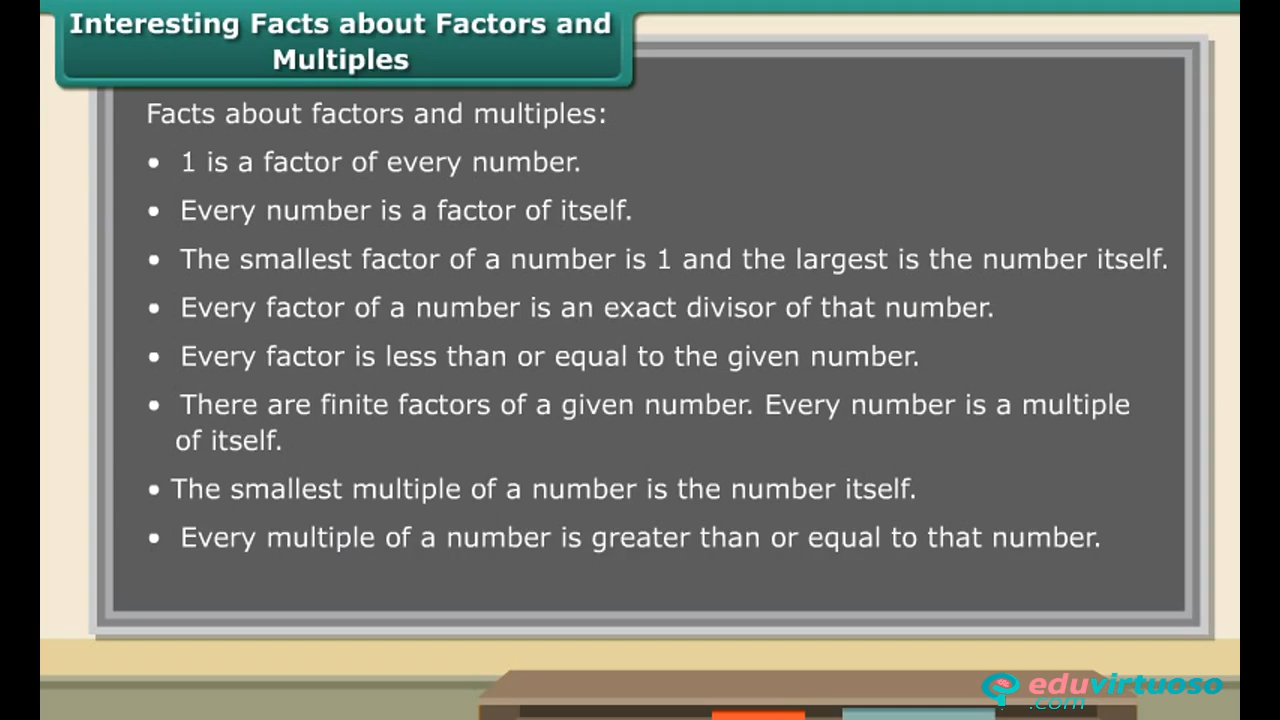 Interesting Facts about Factors and
Multiples
Facts about factors and multiples:
• 1 is a factor of every number.
• Every number is a factor of itself.
• The smallest factor of a number is 1 and the largest is the number itself.
• Every factor of a number is an exact divisor of that number.
• Every factor is less than or equal to the given number.
• There are finite factors of a given number. Every number is a multiple
of itself.
• The smallest multiple of a number is the number itself.
• Every multiple of a number is greater than or equal to that number.
eduvirtuoso
.com